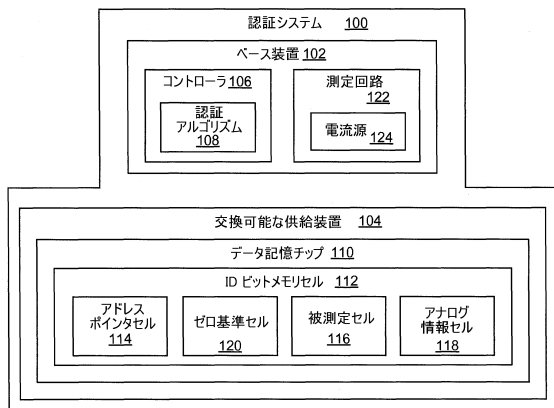 認証システム 100
ベース装置 102
コントローラ 106
認証
アルゴリズム
108
測定回路
122
電流源
124
交換可能な供給装置 104
データ記憶チップ 110
ID ビットメモリセル 112
アドレス
ポインタセル
114
ゼロ基準セル
120
被測定セル
116
アナログ
情報セル
118